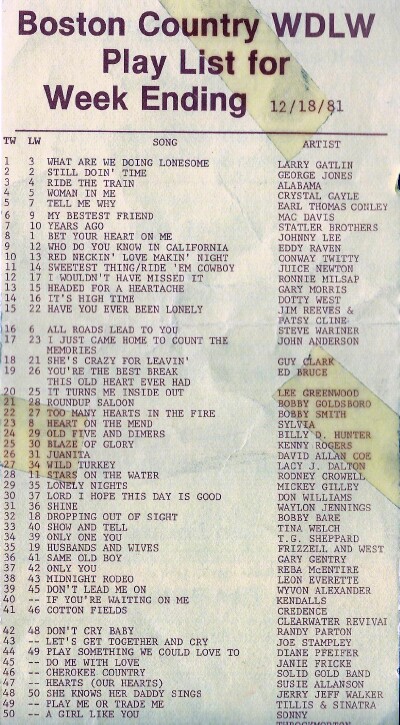 Boston Country WDLW
Play List for
Week Ending 12/18/81
TW LW SONG ARTIST
1 3 WHAT ARE WE DOING LONESOME LARRY GATLIN
2 2 STILL DOIN' TIME GEORGE JONES
3 4 RIDE THE TRAIN ALABAMA
4 5 WOMAN IN ME CRYSTAL GAYLE
5 7 TELL ME WHY EARL THOMAS CONLEY
6 9 MY BESTEST FRIEND MAC DAVIS
7 10 YEARS AGO STATLER BROTHERS
8 1 BET YOUR HEART ON ME JOHNNY LEE
9 12 WHO DO YOU KNOW IN CALIFORNIA EDDY RAVEN
10 13 RED NECKIN' LOVE MAKIN' NIGHT CONWAY TWITTY
11 14 SWEETEST THING/RIDE 'EM COWBOY JUICE NEWTON
12 17 I WOULDN'T HAVE MISSED IT RONNIE MILSAP
13 15 HEADED FOR A HEARTACHE GARY MORRIS
14 16 IT'S HIGH TIME DOTTY WEST
15 22 HAVE YOU EVER BEEN LONELY JIM REEVES &
PATSY CLINE
16 6 ALL ROADS LEAD TO YOU STEVE WARINER
17 23 I JUST CAME HOME TO COUNT THE JOHN ANDERSON
MEMORIES
18 21 SHE'S CRAZY FOR LEAVIN' GUY CLARK
19 26 YOU'RE THE BEST BREAK ED BRUCE
THIS OLD HEART EVER HAD
20 25 IT TURNS ME INSIDE OUT LEE GREENWOOD
21 28 ROUNDUP SALOON BOBBY GOLDSBORO
22 27 TOO MANY HEARTS IN THE FIRE BOBBY SMITH
23 8 HEART ON THE MEND SYLVIA
24 29 OLD FIVE AND DIMERS BILLY D. HUNTER
25 30 BLAZE OF GLORY KENNY ROGERS
26 31 JUANITA DAVID ALLAN COE
27 34 WILD TURKEY LACY J. DALTON
28 11 STARS ON THE WATER RODNEY CROWELL
29 35 LONELY NIGHTS MICKEY GILLEY
30 37 LORD I HOPE THIS DAY IS GOOD DON WILLIAMS
31 36 SHINE WAYLON JENNINGS
32 18 DROPPING OUT OF SIGHT BOBBY BARE
33 40 SHOW AND TELL TINA WELCH
34 39 ONLY ONE YOU T.G. SHEPPARD
35 19 HUSBANDS AND WIVES FRIZZELL AND WEST
36 41 SAME OLD BOY GARY GENTRY
37 42 ONLY YOU REBA McENTIRE
38 43 MIDNIGHT RODEO LEON EVERETTE
39 45 DON'T LEAD ME ON WYVON ALEXANDER
40 -- IF YOU'RE WAITING ON ME KENDALLS
41 46 COTTON FIELDS CREDENCE
CLEARWATER REVIVAL
42 48 DON'T CRY BABY RANDY PARTON
43 -- LET'S GET TOGETHER AND CRY JOE STAMPLEY
44 49 PLAY SOMETHING WE COULD LOVE TO DIANE PFEIFER
45 -- DO ME WITH LOVE JANIE FRICKE
46 -- CHEROKEE COUNTRY SOLID GOLD BAND
47 -- HEARTS (OUR HEARTS) SUSIE ALLANSON
48 50 SHE KNOWS HER DADDY SINGS JERRY JEFF WALKER
49 -- PLAY ME OR TRADE ME TILLIS & SINATRA
50 -- A GIRL LIKE YOU SONNY
THROCKMORTON